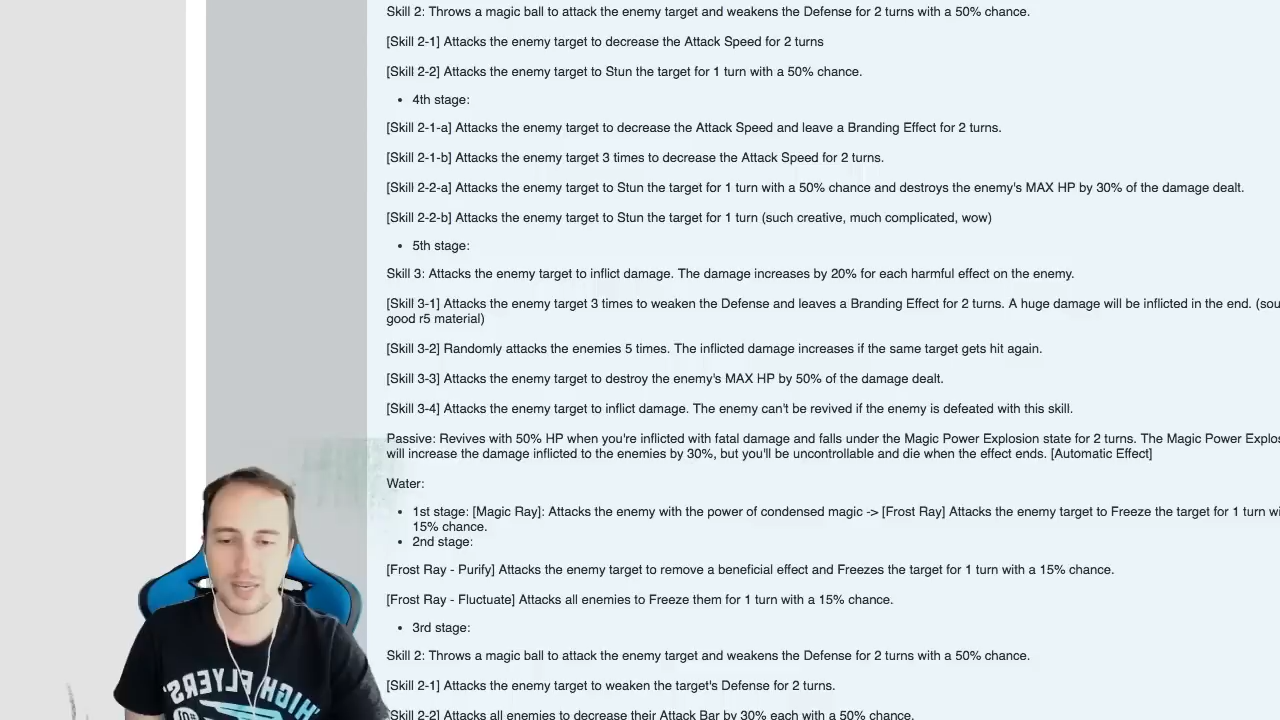 Skill 2: Throws a magic ball to attack the enemy target and weakens the Defense for 2 turns with a 50% chance.
[Skill 2-1] Attacks the enemy target to decrease the Attack Speed for 2 turns
[Skill 2-2] Attacks the enemy target to Stun the target for 1 turn with a 50% chance.
• 4th stage:
[Skill 2-1-a] Attacks the enemy target to decrease the Attack Speed and leave a Branding Effect for 2 turns.
[Skill 2-1-b] Attacks the enemy target 3 times to decrease the Attack Speed for 2 turns.
[Skill 2-2-a] Attacks the enemy target to Stun the target for 1 turn with a 50% chance and destroys the enemy's MAX HP by 30% of the damage dealt.
[Skill 2-2-b] Attacks the enemy target to Stun the target for 1 turn (such creative, much complicated, wow)
• 5th stage:
Skill 3: Attacks the enemy target to inflict damage. The damage increases by 20% for each harmful effect on the enemy.
[Skill 3-1] Attacks the enemy target 3 times to weaken the Defense and leaves a Branding Effect for 2 turns. A huge damage will be inflicted in the end. (sou
good r5 material)
[Skill 3-2] Randomly attacks the enemies 5 times. The inflicted damage increases if the same target gets hit again.
[Skill 3-3] Attacks the enemy target to destroy the enemy's MAX HP by 50% of the damage dealt.
[Skill 3-4] Attacks the enemy target to inflict damage. The enemy can't be revived if the enemy is defeated with this skill.
Passive: Revives with 50% HP when you're inflicted with fatal damage and falls under the Magic Power Explosion state for 2 turns. The Magic Power Explos
will increase the damage inflicted to the enemies by 30%, but you'll be uncontrollable and die when the effect ends. [Automatic Effect]
Water:
• 1st stage: [Magic Ray]: Attacks the enemy with the power of condensed magic -> [Frost Ray] Attacks the enemy target to Freeze the target for 1 turn wi
15% chance.
• 2nd stage:
[Frost Ray - Purify] Attacks the enemy target to remove a beneficial effect and Freezes the target for 1 turn with a 15% chance.
[Frost Ray - Fluctuate] Attacks all enemies to Freeze them for 1 turn with a 15% chance.
• 3rd stage:
Skill 2: Throws a magic ball to attack the enemy target and weakens the Defense for 2 turns with a 50% chance.
[Skill 2-1] Attacks the enemy target to weaken the target's Defense for 2 turns.
[Skill 2-2] Attacks all enemies to decrease their Attack Bar by 30% each with a 50% chance.
HIGH FLYERS